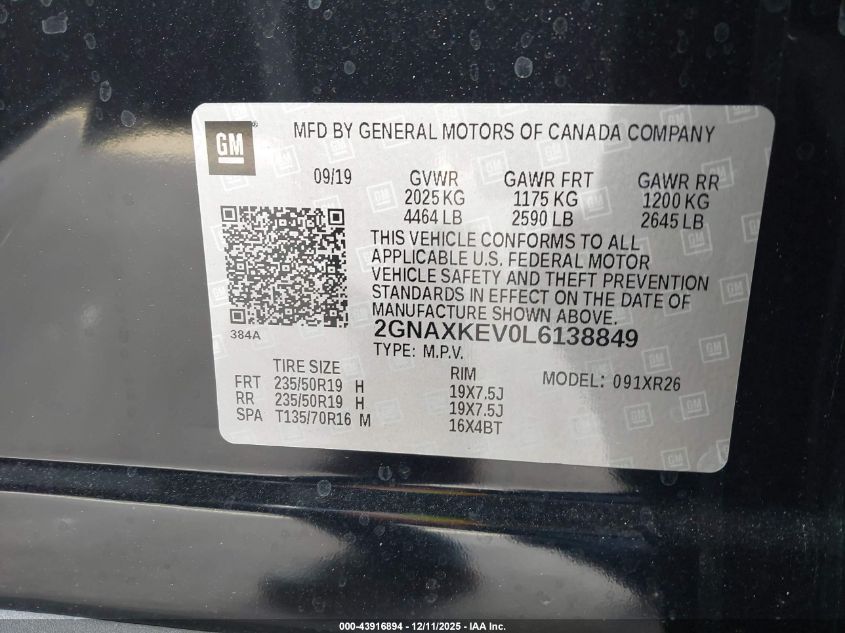 GM ®
MFD BY GENERAL MOTORS OF CANADA COMPANY
09/19 GVWR GAWR FRT GAWR RR
2025 KG 1175 KG 1200 KG
4464 LB 2590 LB 2645 LB
THIS VEHICLE CONFORMS TO ALL
APPLICABLE U.S. FEDERAL MOTOR
VEHICLE SAFETY AND THEFT PREVENTION
STANDARDS IN EFFECT ON THE DATE OF
MANUFACTURE SHOWN ABOVE.
384A
2GNAXKEV0L6138849
TYPE: M.P.V.
TIRE SIZE RIM MODEL: 091XR26
FRT 235/50R19 H 19X7.5J
RR 235/50R19 H 19X7.5J
SPA T135/70R16 M 16X4BT
000-43916894 - 12/11/2025 - IAA Inc.